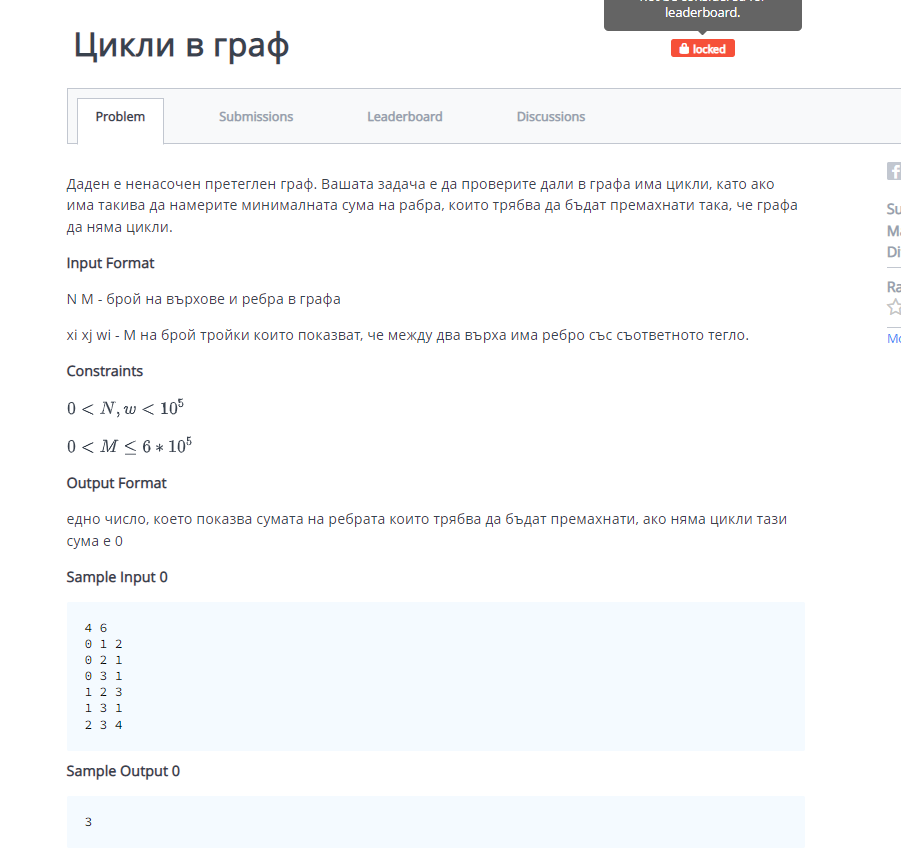 leaderboard.
Цикли в граф
locked
Problem
Submissions
Leaderboard
Discussions
Даден е ненасочен претеглен граф. Вашата задача е да проверите дали в графа има цикли, като ако
има такива да намерите минималната сума на рабра, които трябва да бъдат премахнати така, че графа
да няма цикли.
Input Format
N M - брой на върхове и ребра в графа
xi xj wi - M на брой тройки които показват, че между два върха има ребро със съответното тегло.
Constraints
0 < N, w < 10⁵
0 < M ≤ 6 ∗ 10⁵
Output Format
едно число, което показва сумата на ребрата които трябва да бъдат премахнати, ако няма цикли тази
сума е 0
Sample Input 0
4 6
0 1 2
0 2 1
0 3 1
1 2 3
1 3 1
2 3 4
Sample Output 0
3